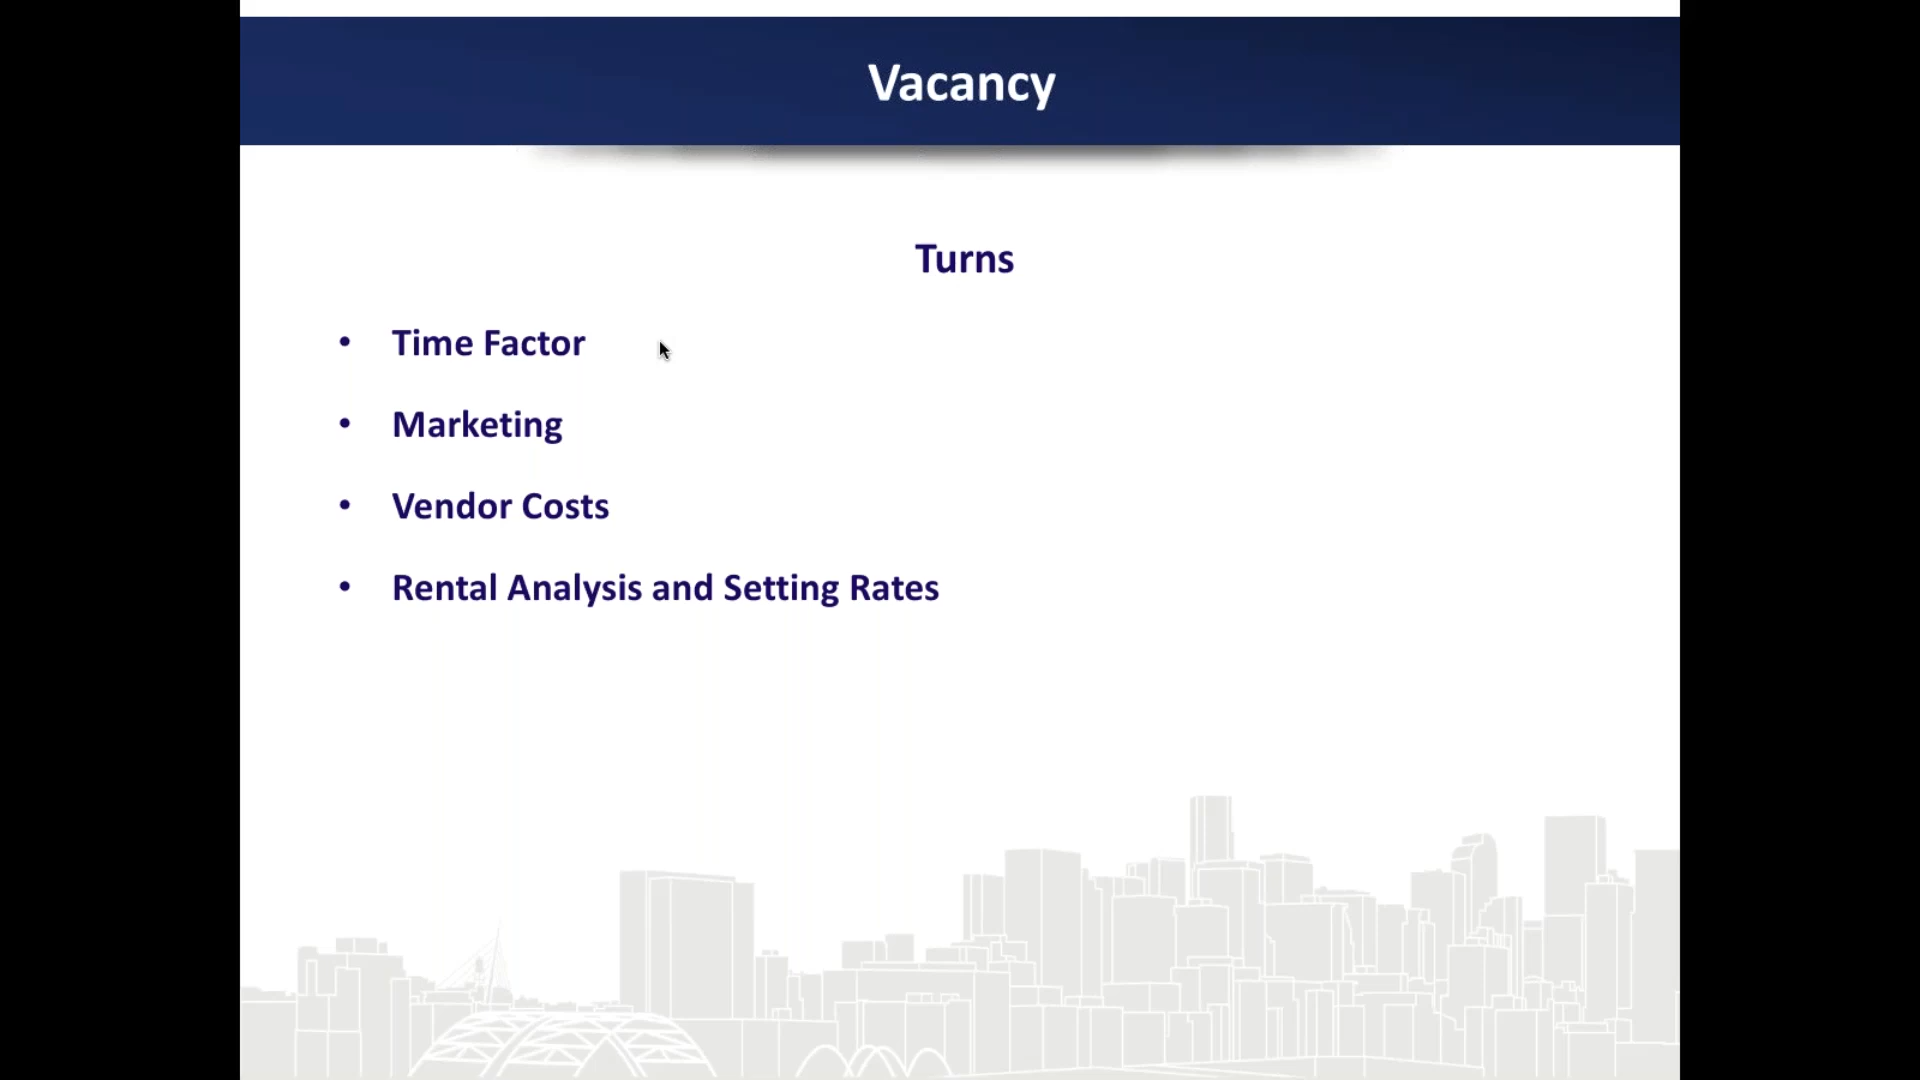 Vacancy
Turns
• Time Factor
• Marketing
• Vendor Costs
• Rental Analysis and Setting Rates